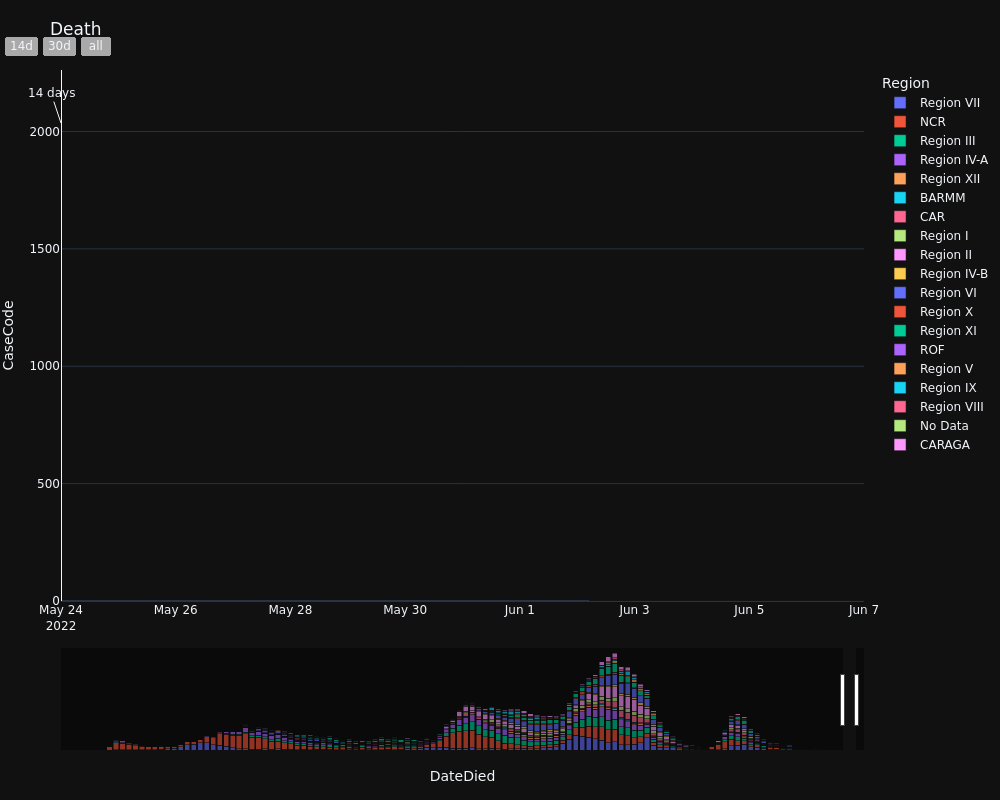 Death
14d 30d all
14 days
2000
1500
1000
500
0
CaseCode
May 24 May 26 May 28 May 30 Jun 1 Jun 3 Jun 5 Jun 7
2022
DateDied
Region
Region VII
NCR
Region III
Region IV-A
Region XII
BARMM
CAR
Region I
Region II
Region IV-B
Region VI
Region X
Region XI
ROF
Region V
Region IX
Region VIII
No Data
CARAGA